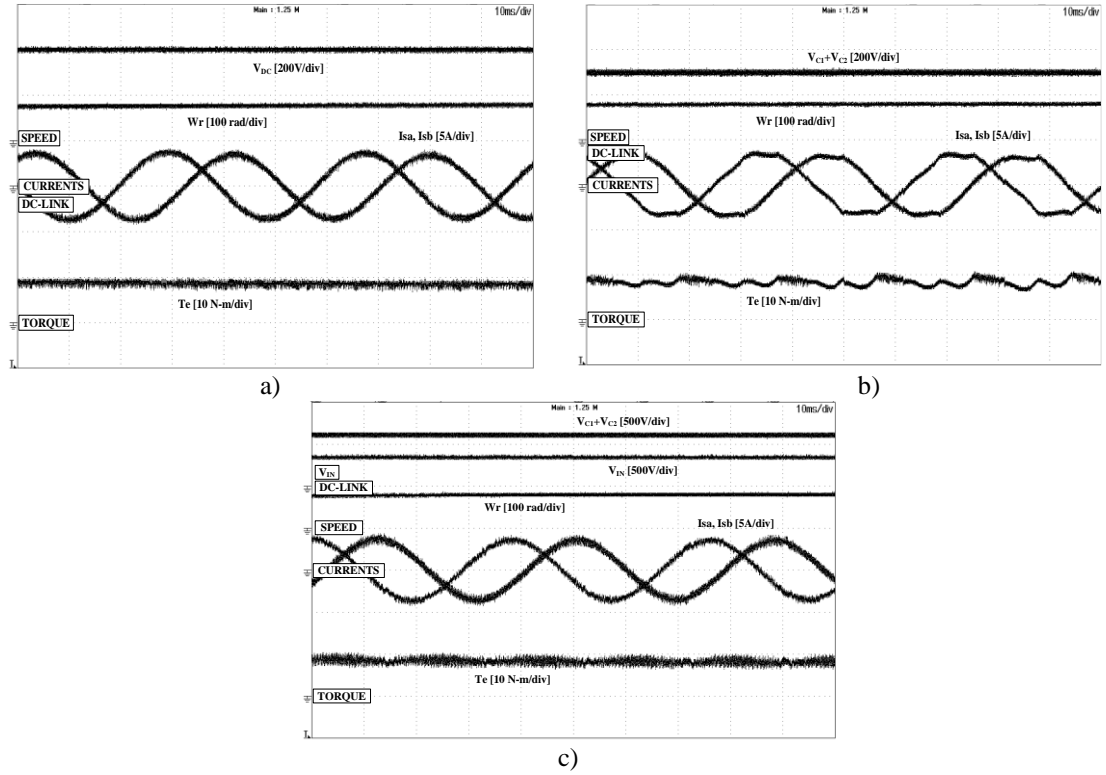 Main : 1.25 M
10ms/div
V_DC [200V/div]
Wr [100 rad/div]
SPEED
Isa, Isb [5A/div]
CURRENTS
DC-LINK
Te [10 N-m/div]
TORQUE
a)
Main : 1.25 M
10ms/div
V_C1+V_C2 [200V/div]
Wr [100 rad/div]
SPEED
Isa, Isb [5A/div]
DC-LINK
CURRENTS
Te [10 N-m/div]
TORQUE
b)
Main : 1.25 M
10ms/div
V_C1+V_C2 [500V/div]
V_IN
V_IN [500V/div]
DC-LINK
Wr [100 rad/div]
SPEED
Isa, Isb [5A/div]
CURRENTS
Te [10 N-m/div]
TORQUE
c)